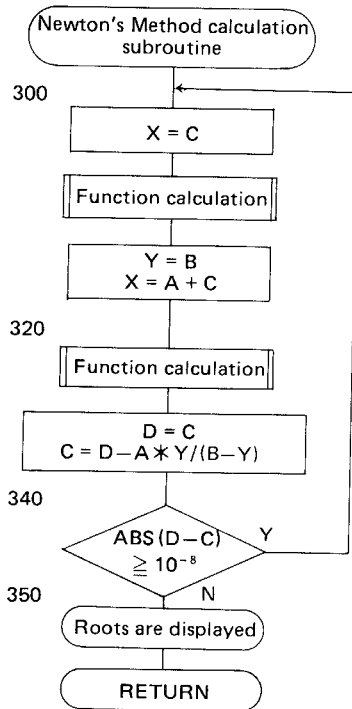 Newton's Method calculation
subroutine
300
X = C
Function calculation
Y = B
X = A + C
320
Function calculation
D = C
C = D−A＊Y/(B−Y)
340
ABS(D−C)
≧ 10⁻⁸
Y
350
N
Roots are displayed
RETURN